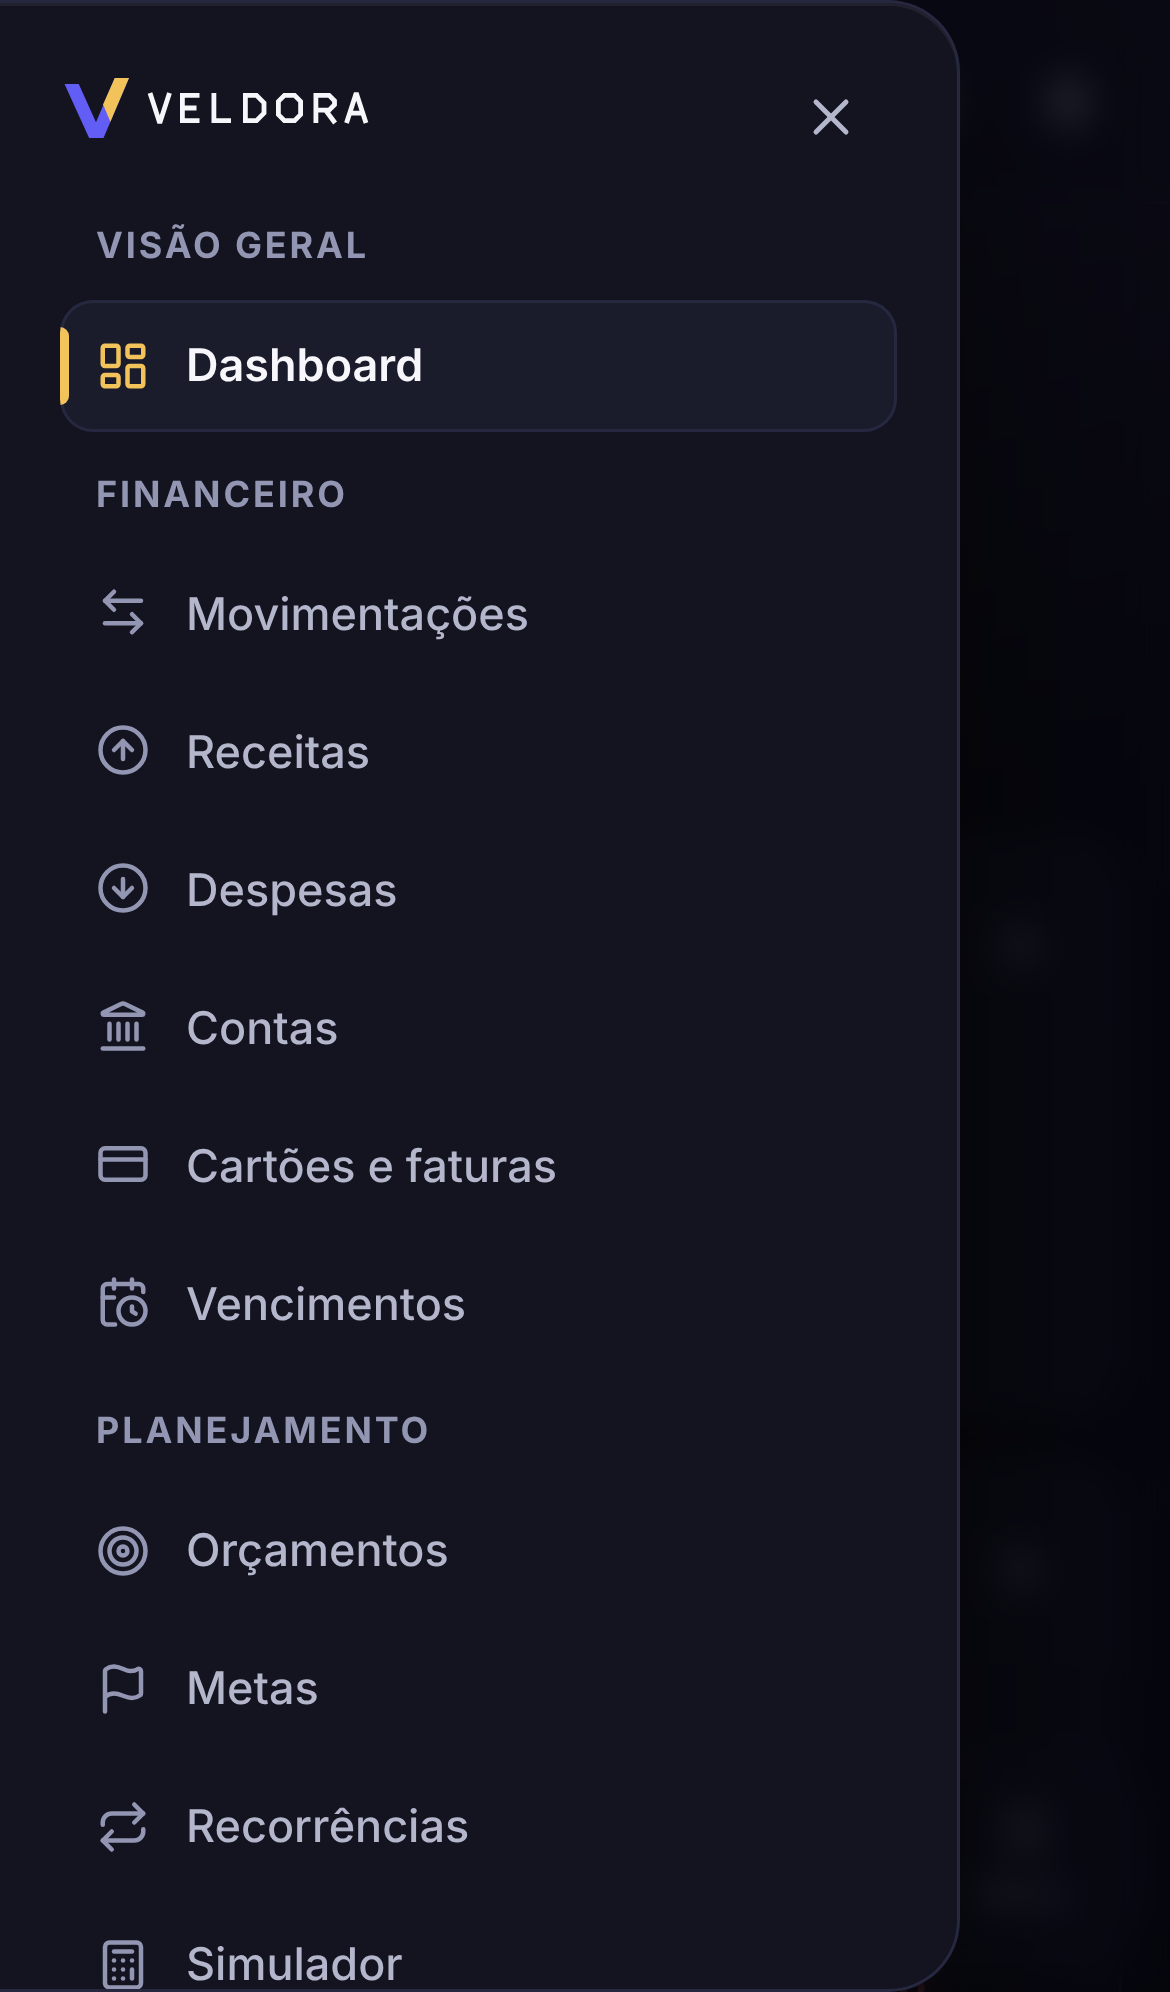 VELDORA
VISÃO GERAL
Dashboard
FINANCEIRO
Movimentações
Receitas
Despesas
Contas
Cartões e faturas
Vencimentos
PLANEJAMENTO
Orçamentos
Metas
Recorrências
Simulador